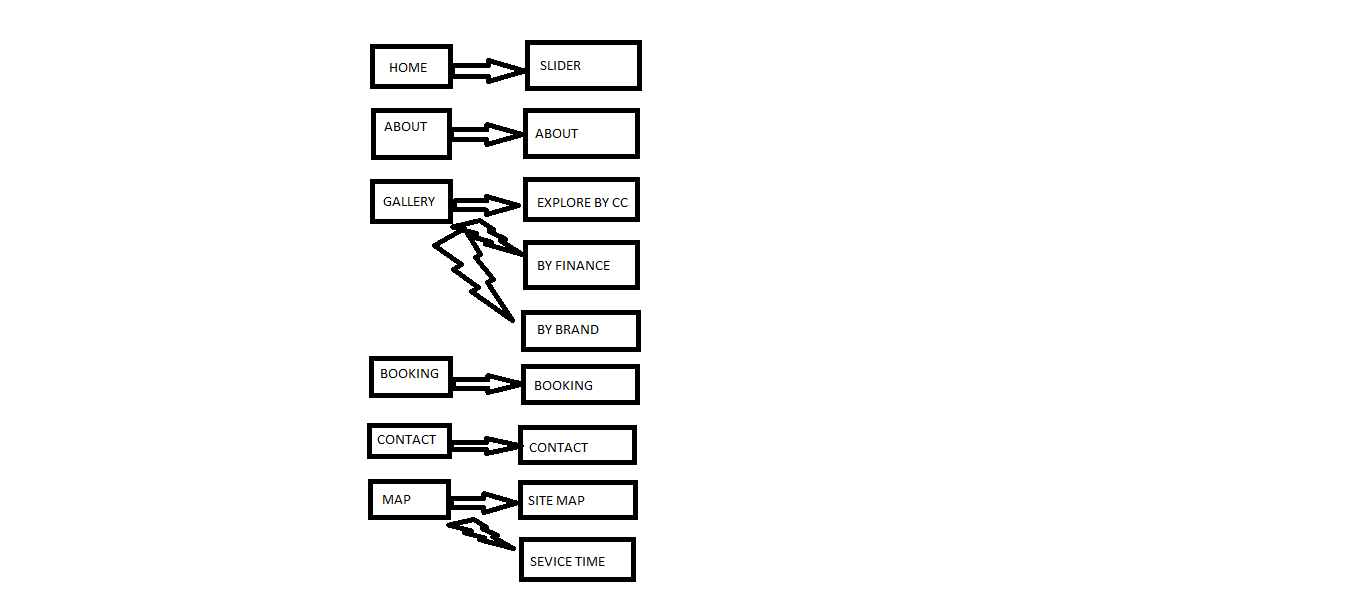 HOME
SLIDER
ABOUT
ABOUT
GALLERY
EXPLORE BY CC
BY FINANCE
BY BRAND
BOOKING
BOOKING
CONTACT
CONTACT
MAP
SITE MAP
SEVICE TIME